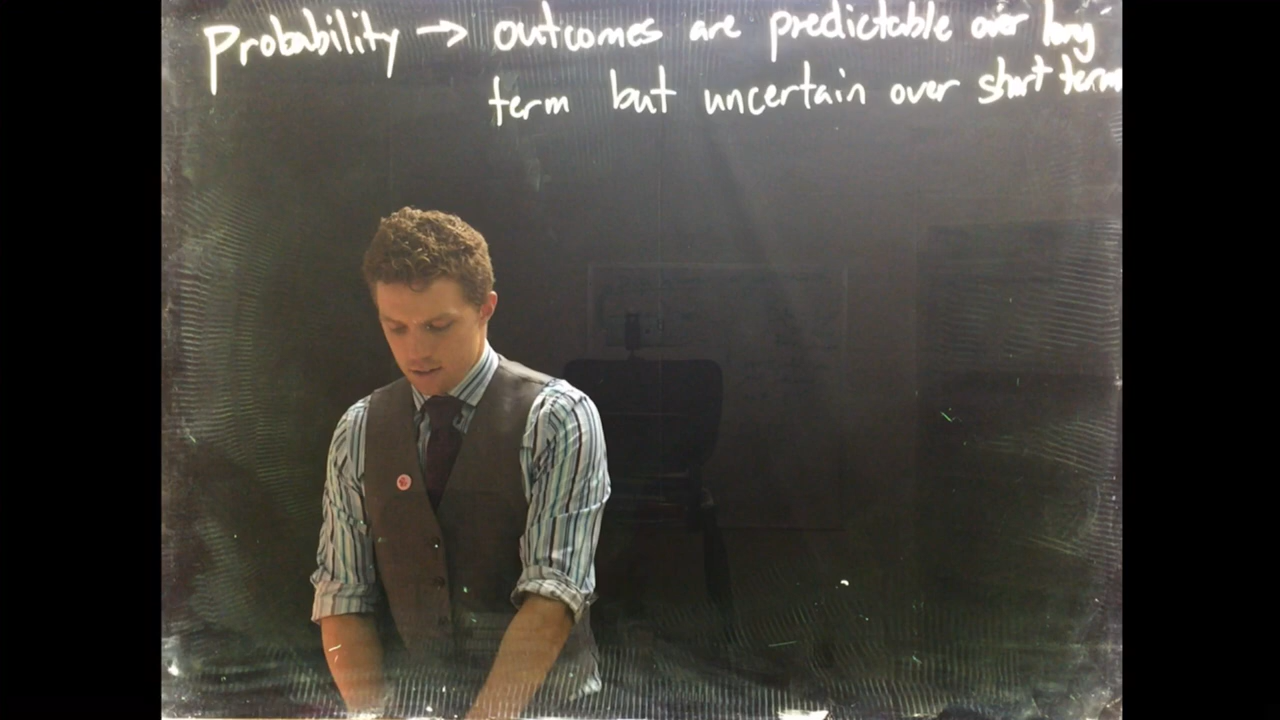 Probability → outcomes are predictable over long
term but uncertain over short term